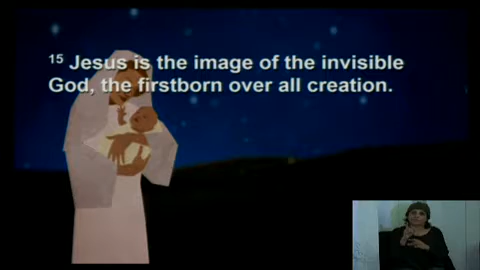 15 Jesus is the image of the invisible
God, the firstborn over all creation.